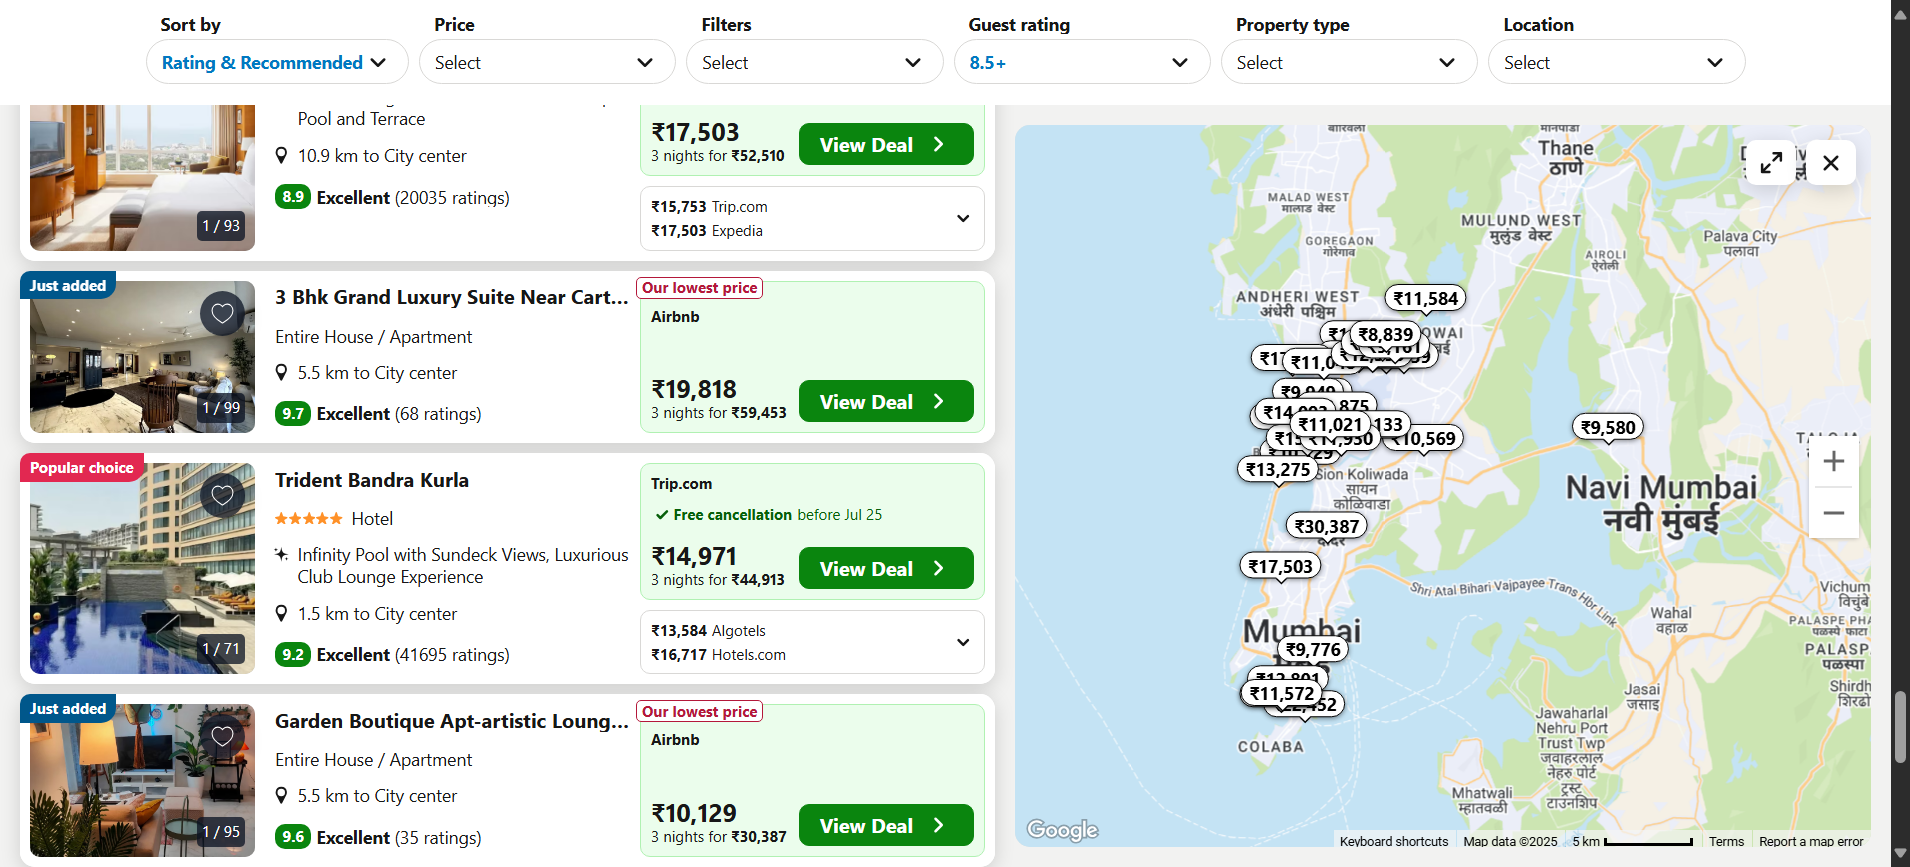 Sort by
Rating & Recommended
Price
Select
Filters
Select
Guest rating
8.5+
Property type
Select
Location
Select
Pool and Terrace
10.9 km to City center
8.9 Excellent (20035 ratings)
1 / 93
₹17,503
3 nights for ₹52,510
View Deal
₹15,753 Trip.com
₹17,503 Expedia
Just added
1 / 99
3 Bhk Grand Luxury Suite Near Cart...
Entire House / Apartment
5.5 km to City center
9.7 Excellent (68 ratings)
Our lowest price
Airbnb
₹19,818
3 nights for ₹59,453
View Deal
Popular choice
1 / 71
Trident Bandra Kurla
Hotel
Infinity Pool with Sundeck Views, Luxurious
Club Lounge Experience
1.5 km to City center
9.2 Excellent (41695 ratings)
Trip.com
Free cancellation before Jul 25
₹14,971
3 nights for ₹44,913
View Deal
₹13,584 Algotels
₹16,717 Hotels.com
Just added
1 / 95
Garden Boutique Apt-artistic Loung...
Entire House / Apartment
5.5 km to City center
9.6 Excellent (35 ratings)
Our lowest price
Airbnb
₹10,129
3 nights for ₹30,387
View Deal
Thane
ठाणे
MALAD WEST
मालाड वेस्ट
MULUND WEST
मुलुंड वेस्ट
GOREGAON
गोरेगाव
AIROLI
ऐरोली
Palava City
पलावा
ANDHERI WEST
अंधेरी पश्चिम
₹11,584
₹8,839
₹11,021
₹10,569
₹13,275
₹9,580
Sion Koliwada
सायन
कोळिवाडा
Navi Mumbai
नवी मुंबई
₹30,387
₹17,503
Shri Atal Bihari Vajpayee Trans Hbr Link
Vichum
विचुंबे
Wahal
वहाळ
PALASPE PHA
पळस्पे फाटा
PALASP
पळस्पा
Mumbai
₹9,776
₹11,572
Shirdh
शिरढो
Jasai
जसाई
COLABA
Jawaharlal
Nehru Port
Trust Twp
जवाहरलाल
नेहरु पोर्ट
ट्रस्ट
टाउनशिप
Mhatwali
म्हातवळी
Google
Keyboard shortcuts
Map data ©2025
5 km
Terms
Report a map error